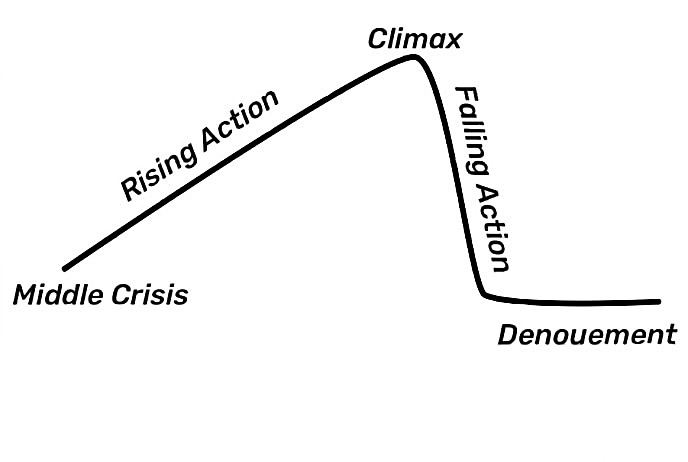 Climax
Rising Action
Falling Action
Middle Crisis
Denouement